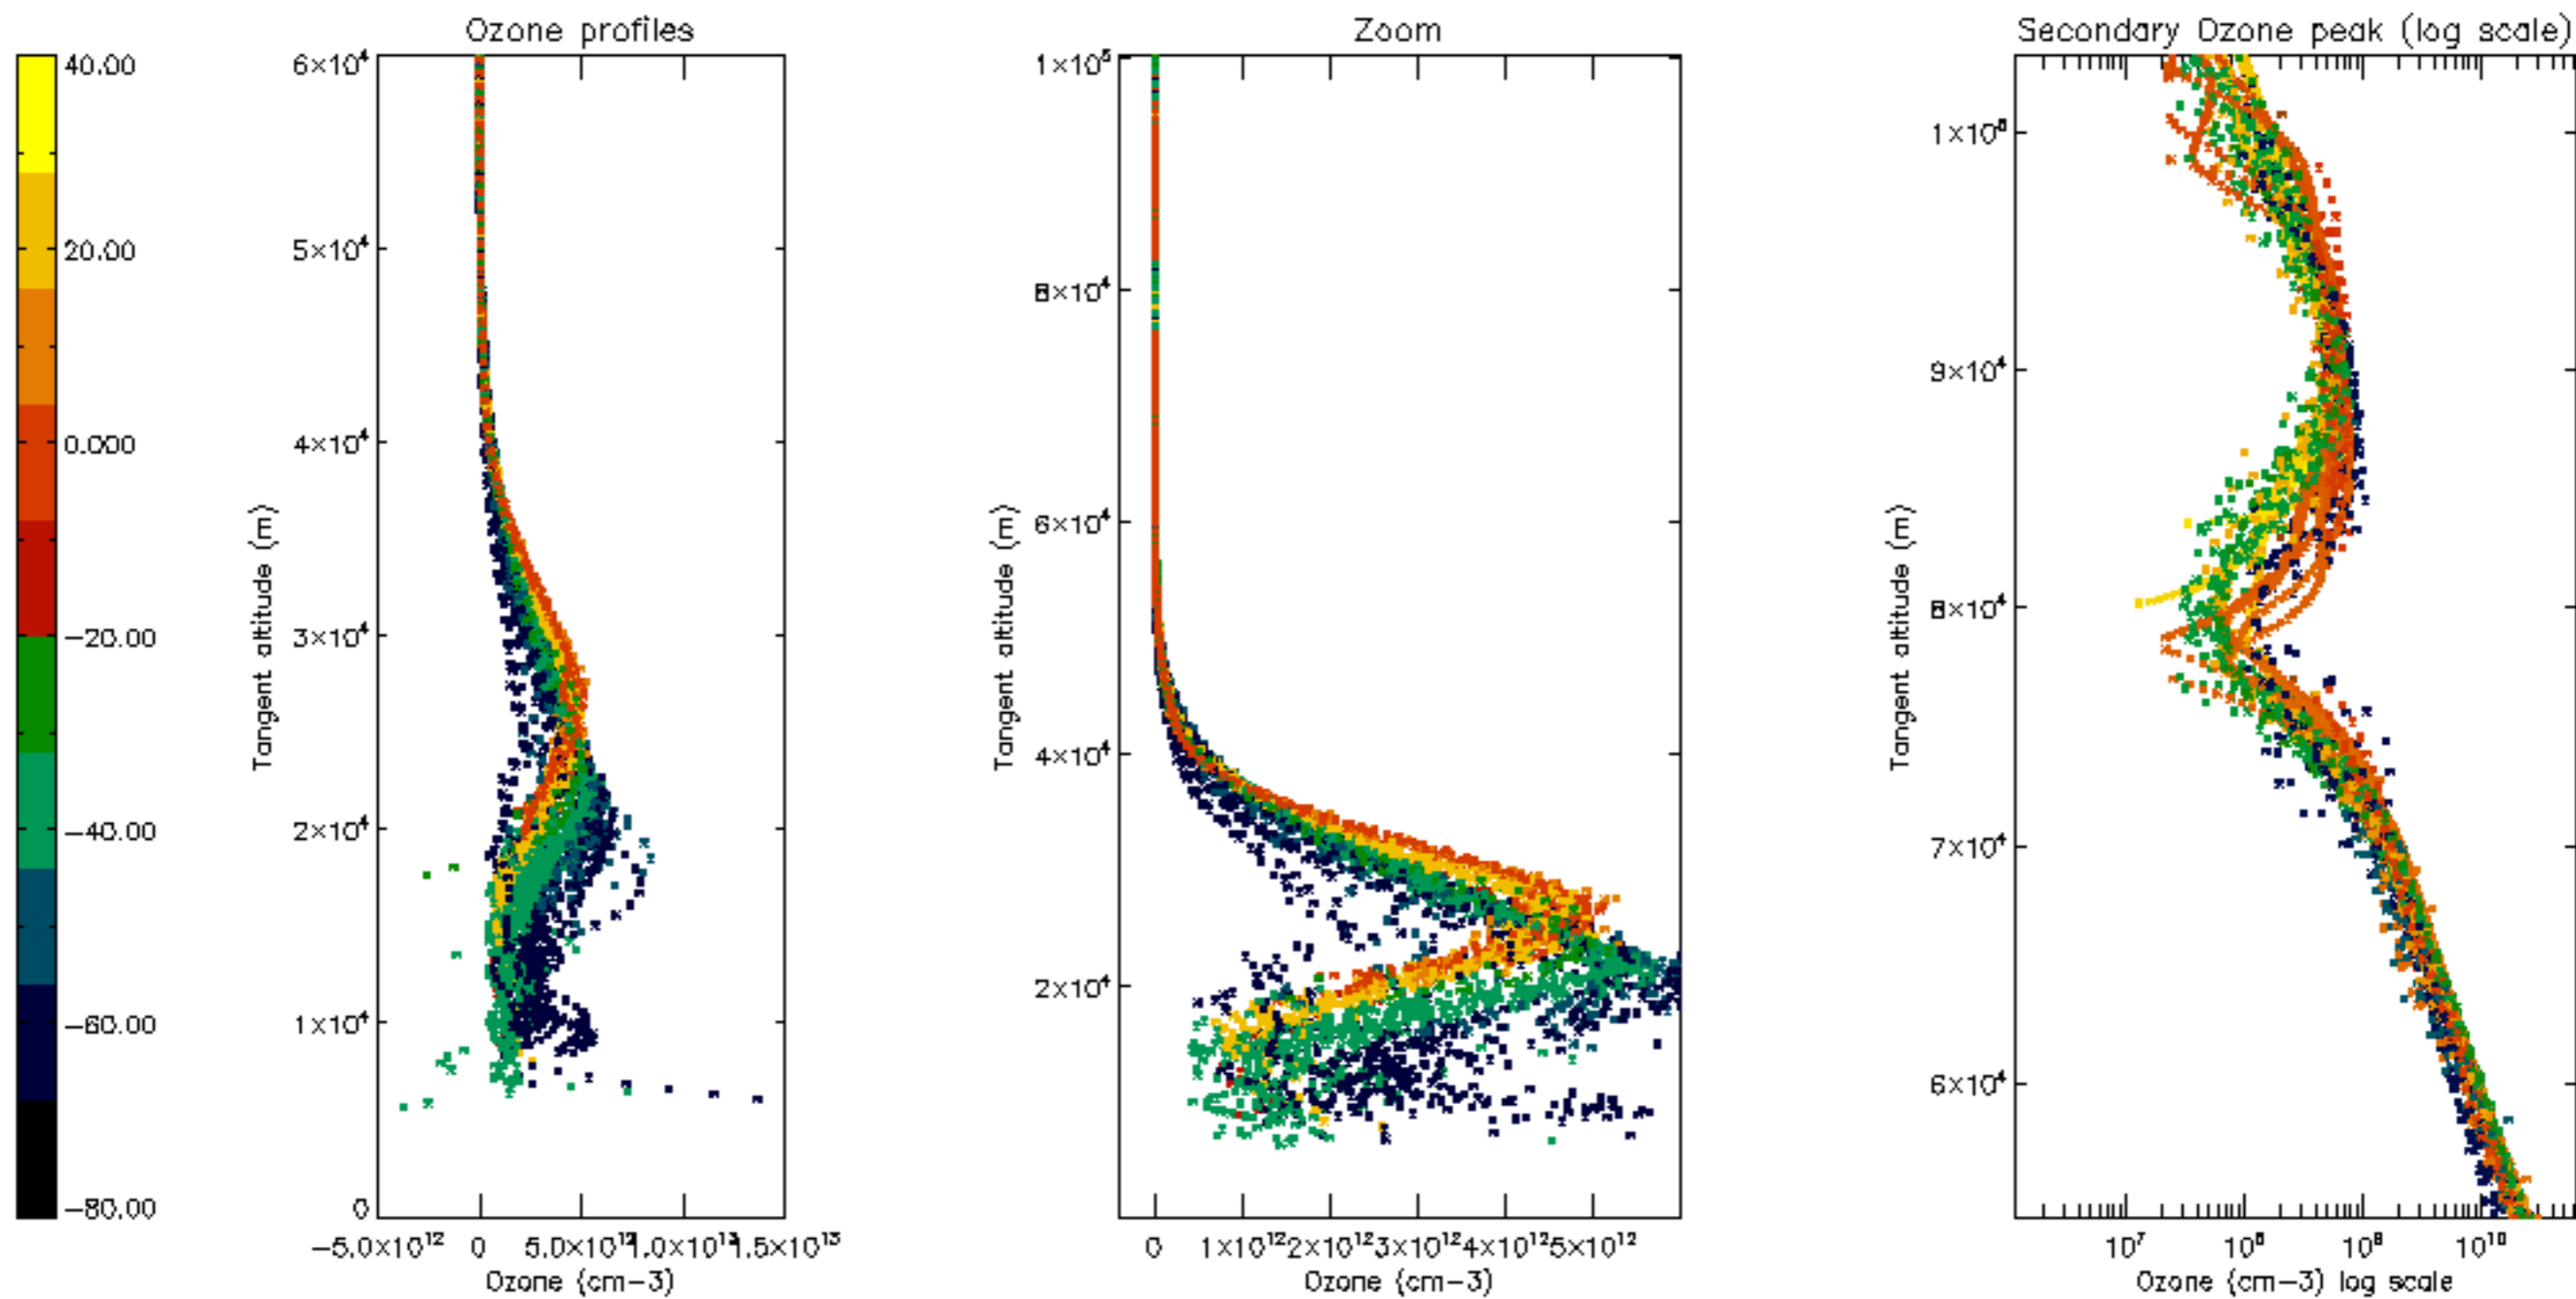 Ozone profiles
Zoom
Secondary Ozone peak (log scale)
40.00
20.00
0.000
-20.00
-40.00
-60.00
-80.00
6×10⁴
5×10⁴
4×10⁴
3×10⁴
2×10⁴
1×10⁴
0
Tangent altitude (m)
-5.0×10¹² 0 5.0×10¹² 1.0×10¹³ 1.5×10¹³
Ozone (cm-3)
1×10⁵
8×10⁴
6×10⁴
4×10⁴
2×10⁴
Tangent altitude (m)
0 1×10¹² 2×10¹² 3×10¹² 4×10¹² 5×10¹²
Ozone (cm-3)
1×10⁵
9×10⁴
8×10⁴
7×10⁴
6×10⁴
Tangent altitude (m)
10⁷ 10⁸ 10⁹ 10¹⁰
Ozone (cm-3) log scale